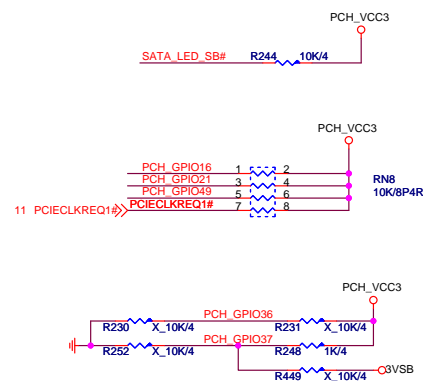 PCH_VCC3
SATA_LED_SB# R244 10K/4
PCH_VCC3
PCH_GPIO16 1 2
PCH_GPIO21 3 4 RN8
PCH_GPIO49 5 6 10K/8P4R
11 PCIECLKREQ1# PCIECLKREQ1# 7 8
PCH_VCC3
PCH_GPIO36
R230 X_10K/4 R231 X_10K/4
PCH_GPIO37
R252 X_10K/4 R248 1K/4
3VSB
R449 X_10K/4